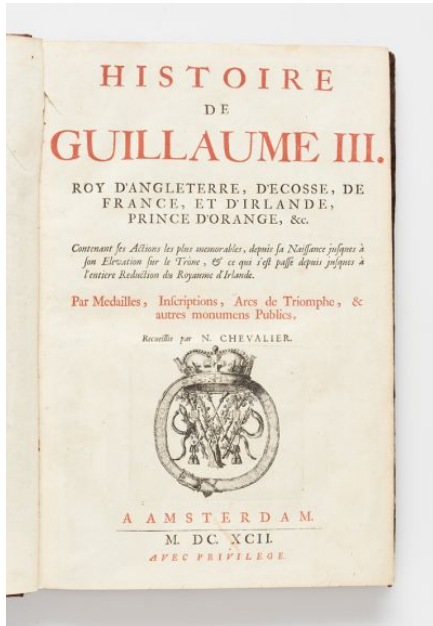 HISTOIRE
DE
GUILLAUME III.
ROY D'ANGLETERRE, D'ECOSSE, DE
FRANCE, ET D'IRLANDE,
PRINCE D'ORANGE, &c.
Contenant ses Actions les plus memorables, depuis sa Naissance jusques à
son Elevation sur le Trône, & ce qui s'est passé depuis jusques à
l'entiere Reduction du Royaume d'Irlande.
Par Medailles, Inscriptions, Arcs de Triomphe, &
autres monumens Publics,
Recueillis par N. CHEVALIER.
A AMSTERDAM.
M. DC. XCII.
AVEC PRIVILEGE.